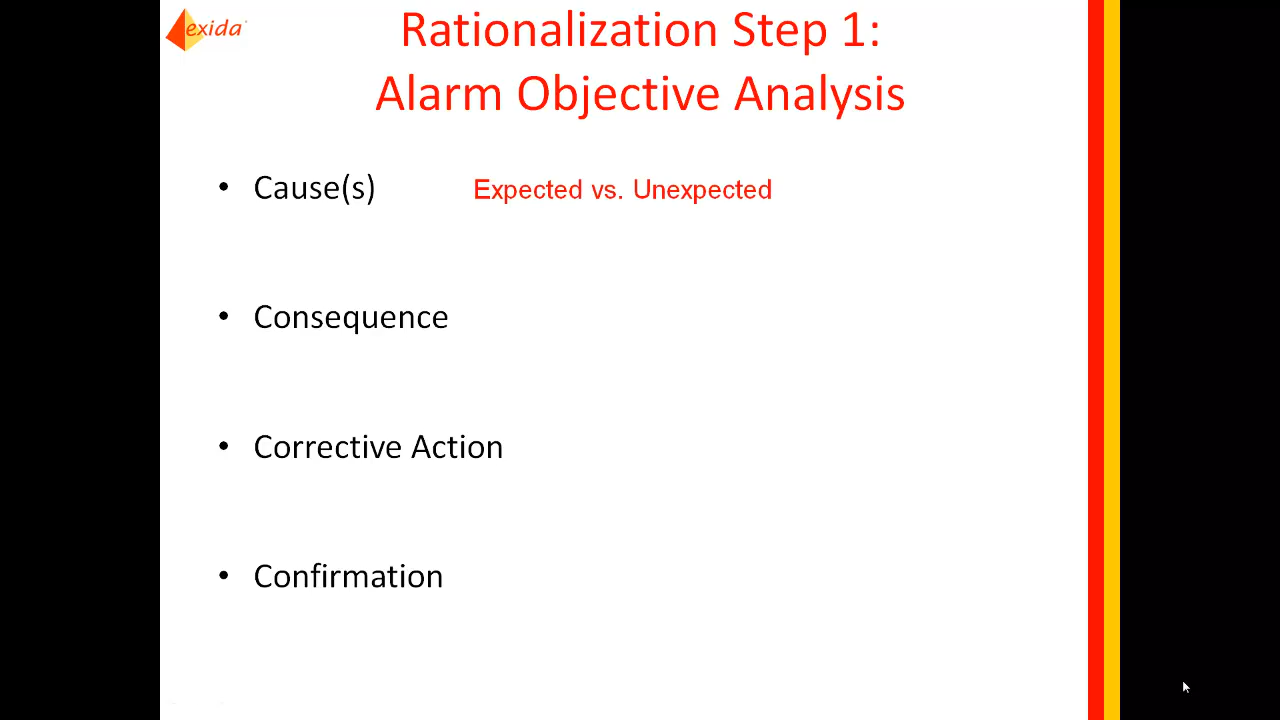 exida
Rationalization Step 1:
Alarm Objective Analysis
• Cause(s) Expected vs. Unexpected
• Consequence
• Corrective Action
• Confirmation